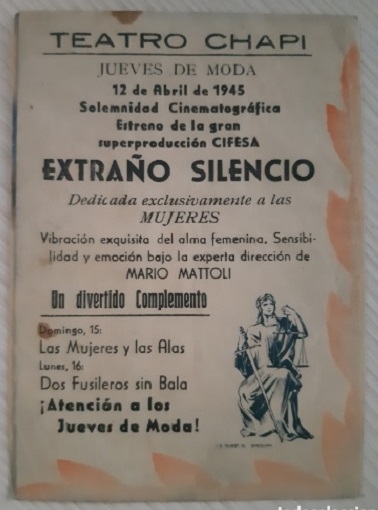 TEATRO CHAPI
JUEVES DE MODA
12 de Abril de 1945
Solemnidad Cinematográfica
Estreno de la gran
superproducción CIFESA
EXTRAÑO SILENCIO
Dedicada exclusivamente a las
MUJERES
Vibración exquisita del alma femenina. Sensibi-
lidad y emoción bajo la experta dirección de
MARIO MATTOLI
Un divertido Complemento
Domingo, 15:
Las Mujeres y las Alas
Lunes, 16:
Dos Fusileros sin Bala
¡Atención a los
Jueves de Moda!